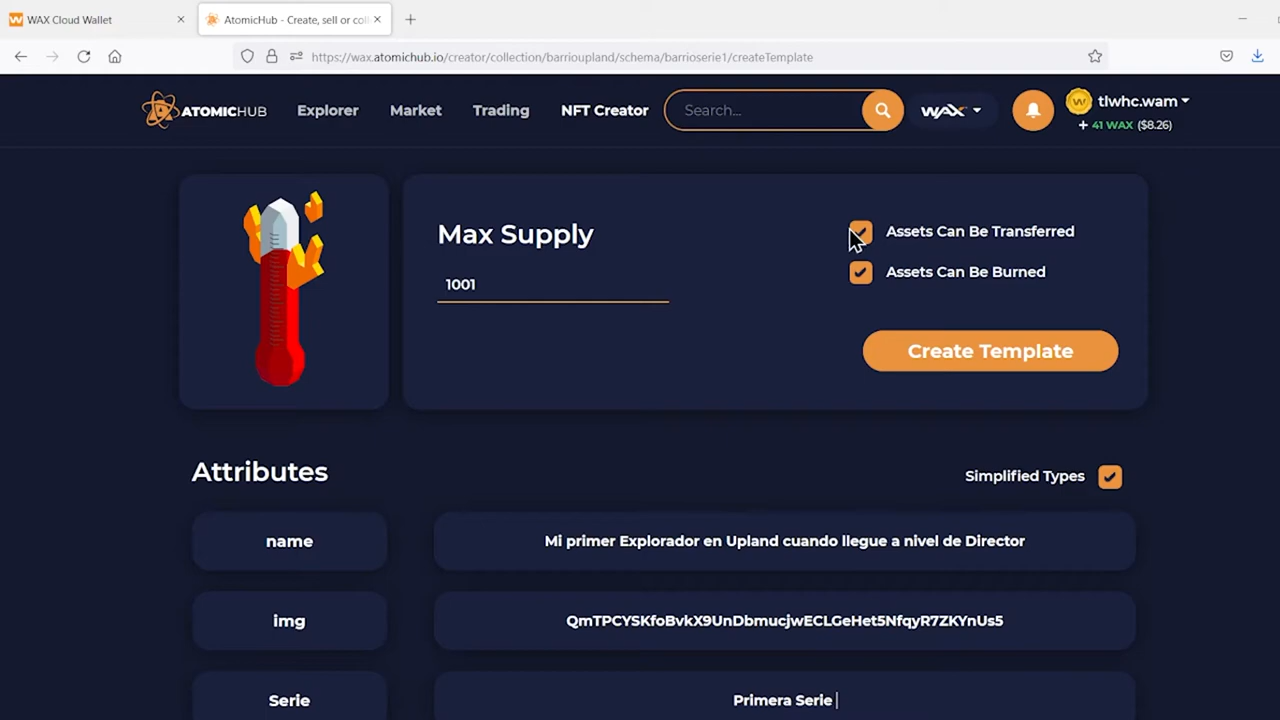 WAX Cloud Wallet
AtomicHub - Create, sell or coll
https://wax.atomichub.io/creator/collection/barrioupland/schema/barrioserie1/createTemplate
ATOMICHUB
Explorer
Market
Trading
NFT Creator
Search...
WAX
tlwhc.wam
+ 41 WAX ($8.26)
Max Supply
1001
Assets Can Be Transferred
Assets Can Be Burned
Create Template
Attributes
Simplified Types
name
Mi primer Explorador en Upland cuando llegue a nivel de Director
img
QmTPCYSKfoBvkX9UnDbmucjwECLGeHet5NfqyR7ZKYnUs5
Serie
Primera Serie